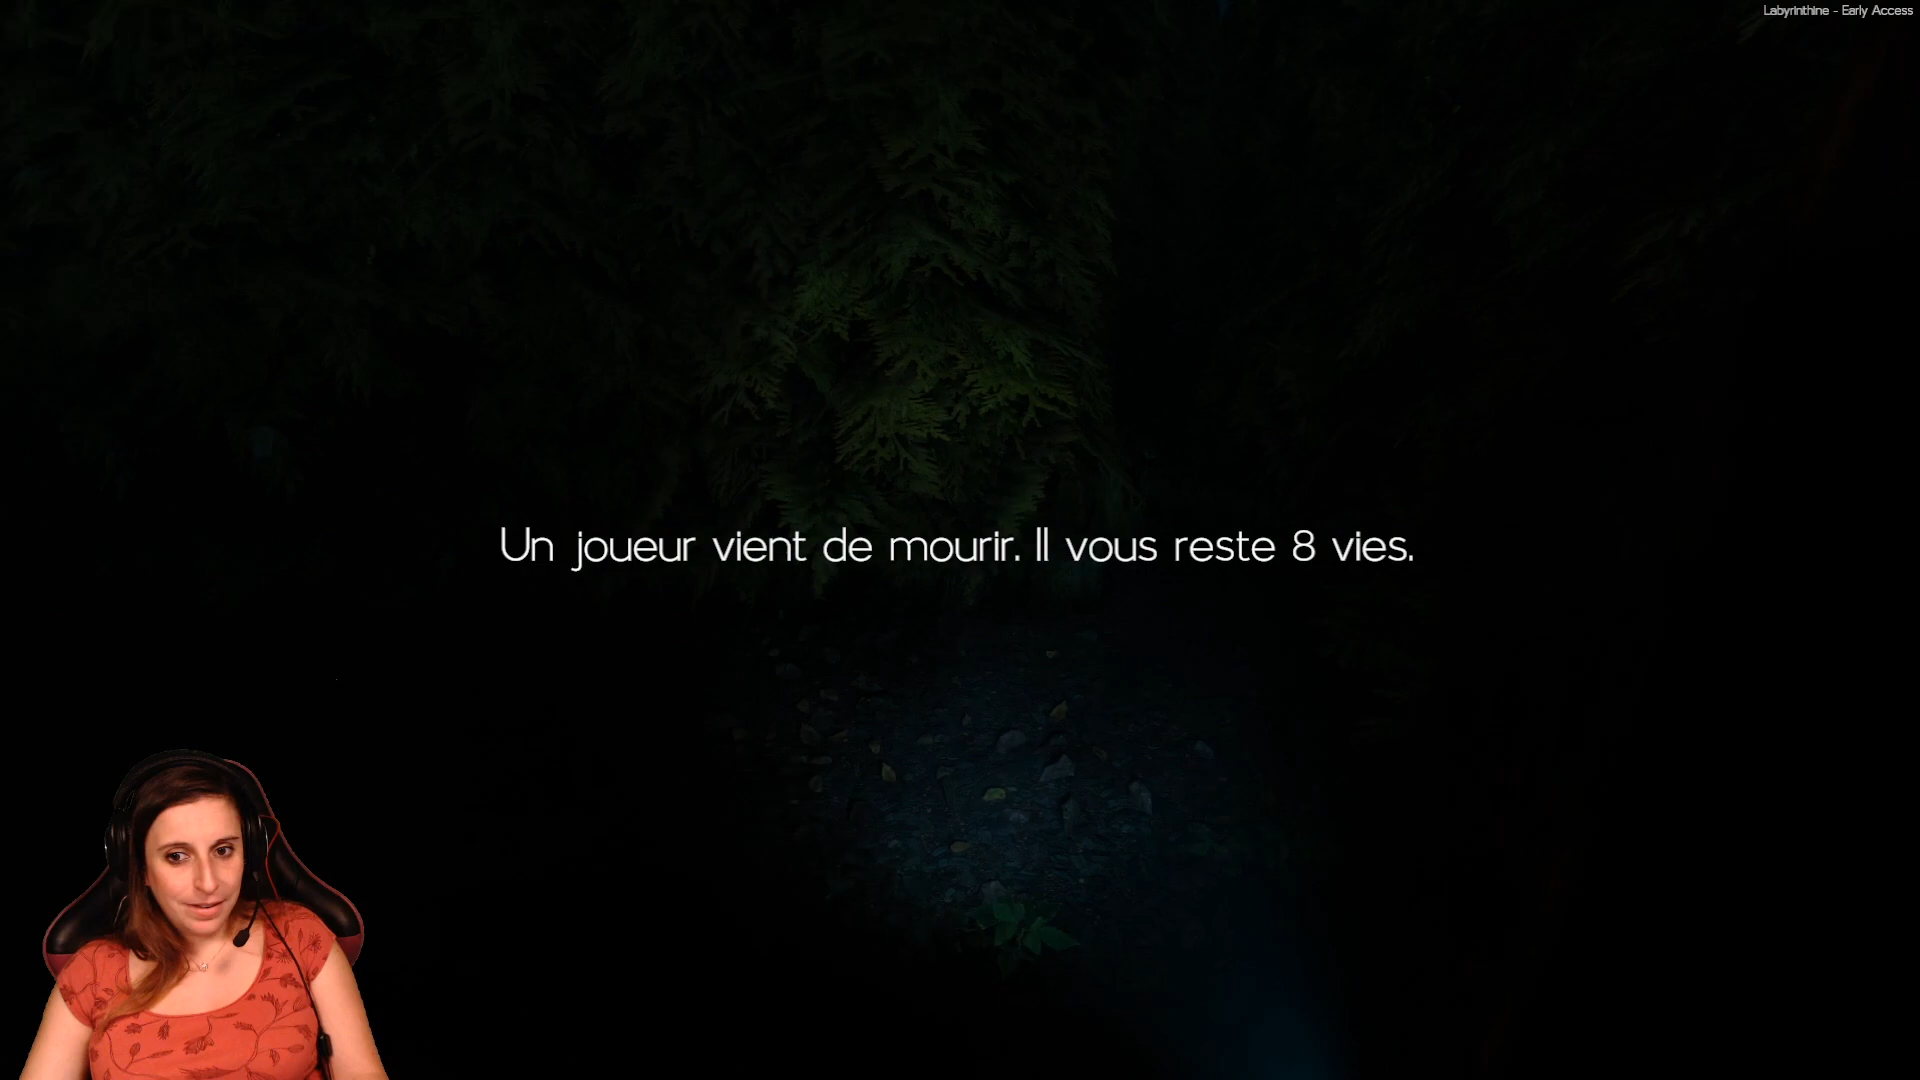 Labyrinthine - Early Access
Un joueur vient de mourir. Il vous reste 8 vies.